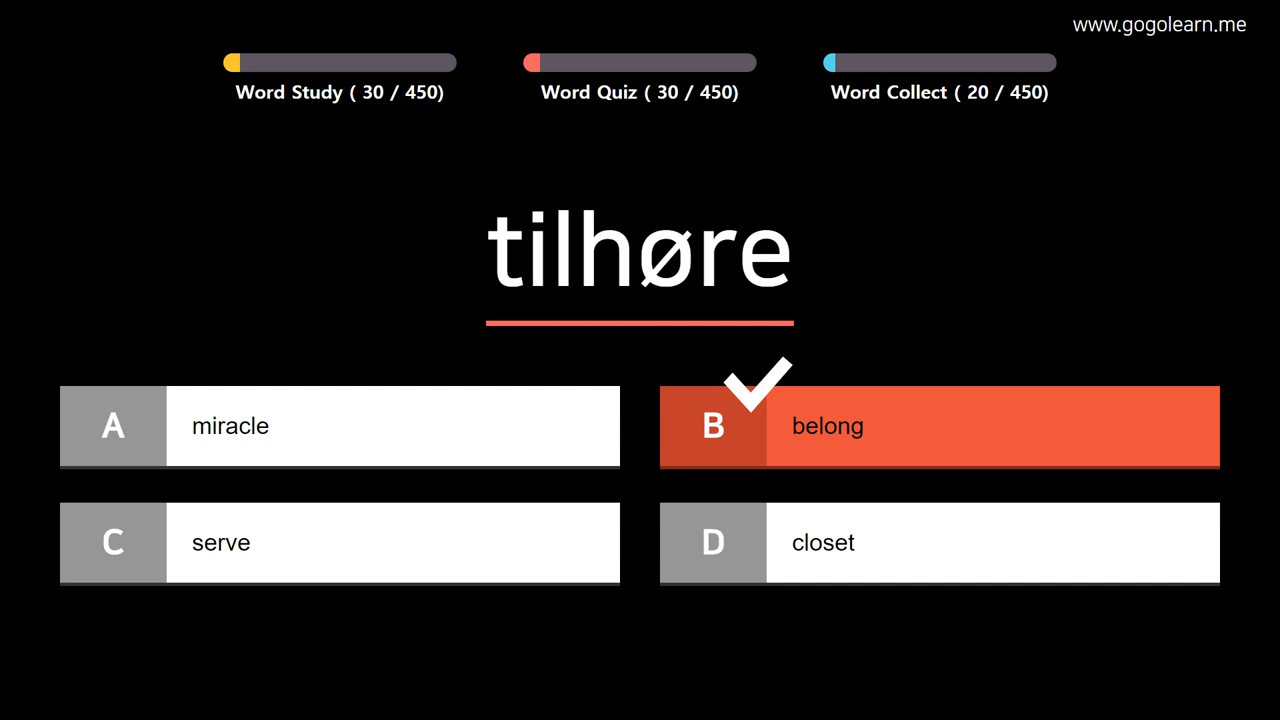 www.gogolearn.me
Word Study ( 30 / 450)
Word Quiz ( 30 / 450)
Word Collect ( 20 / 450)
tilhøre
A miracle
B belong
C serve
D closet